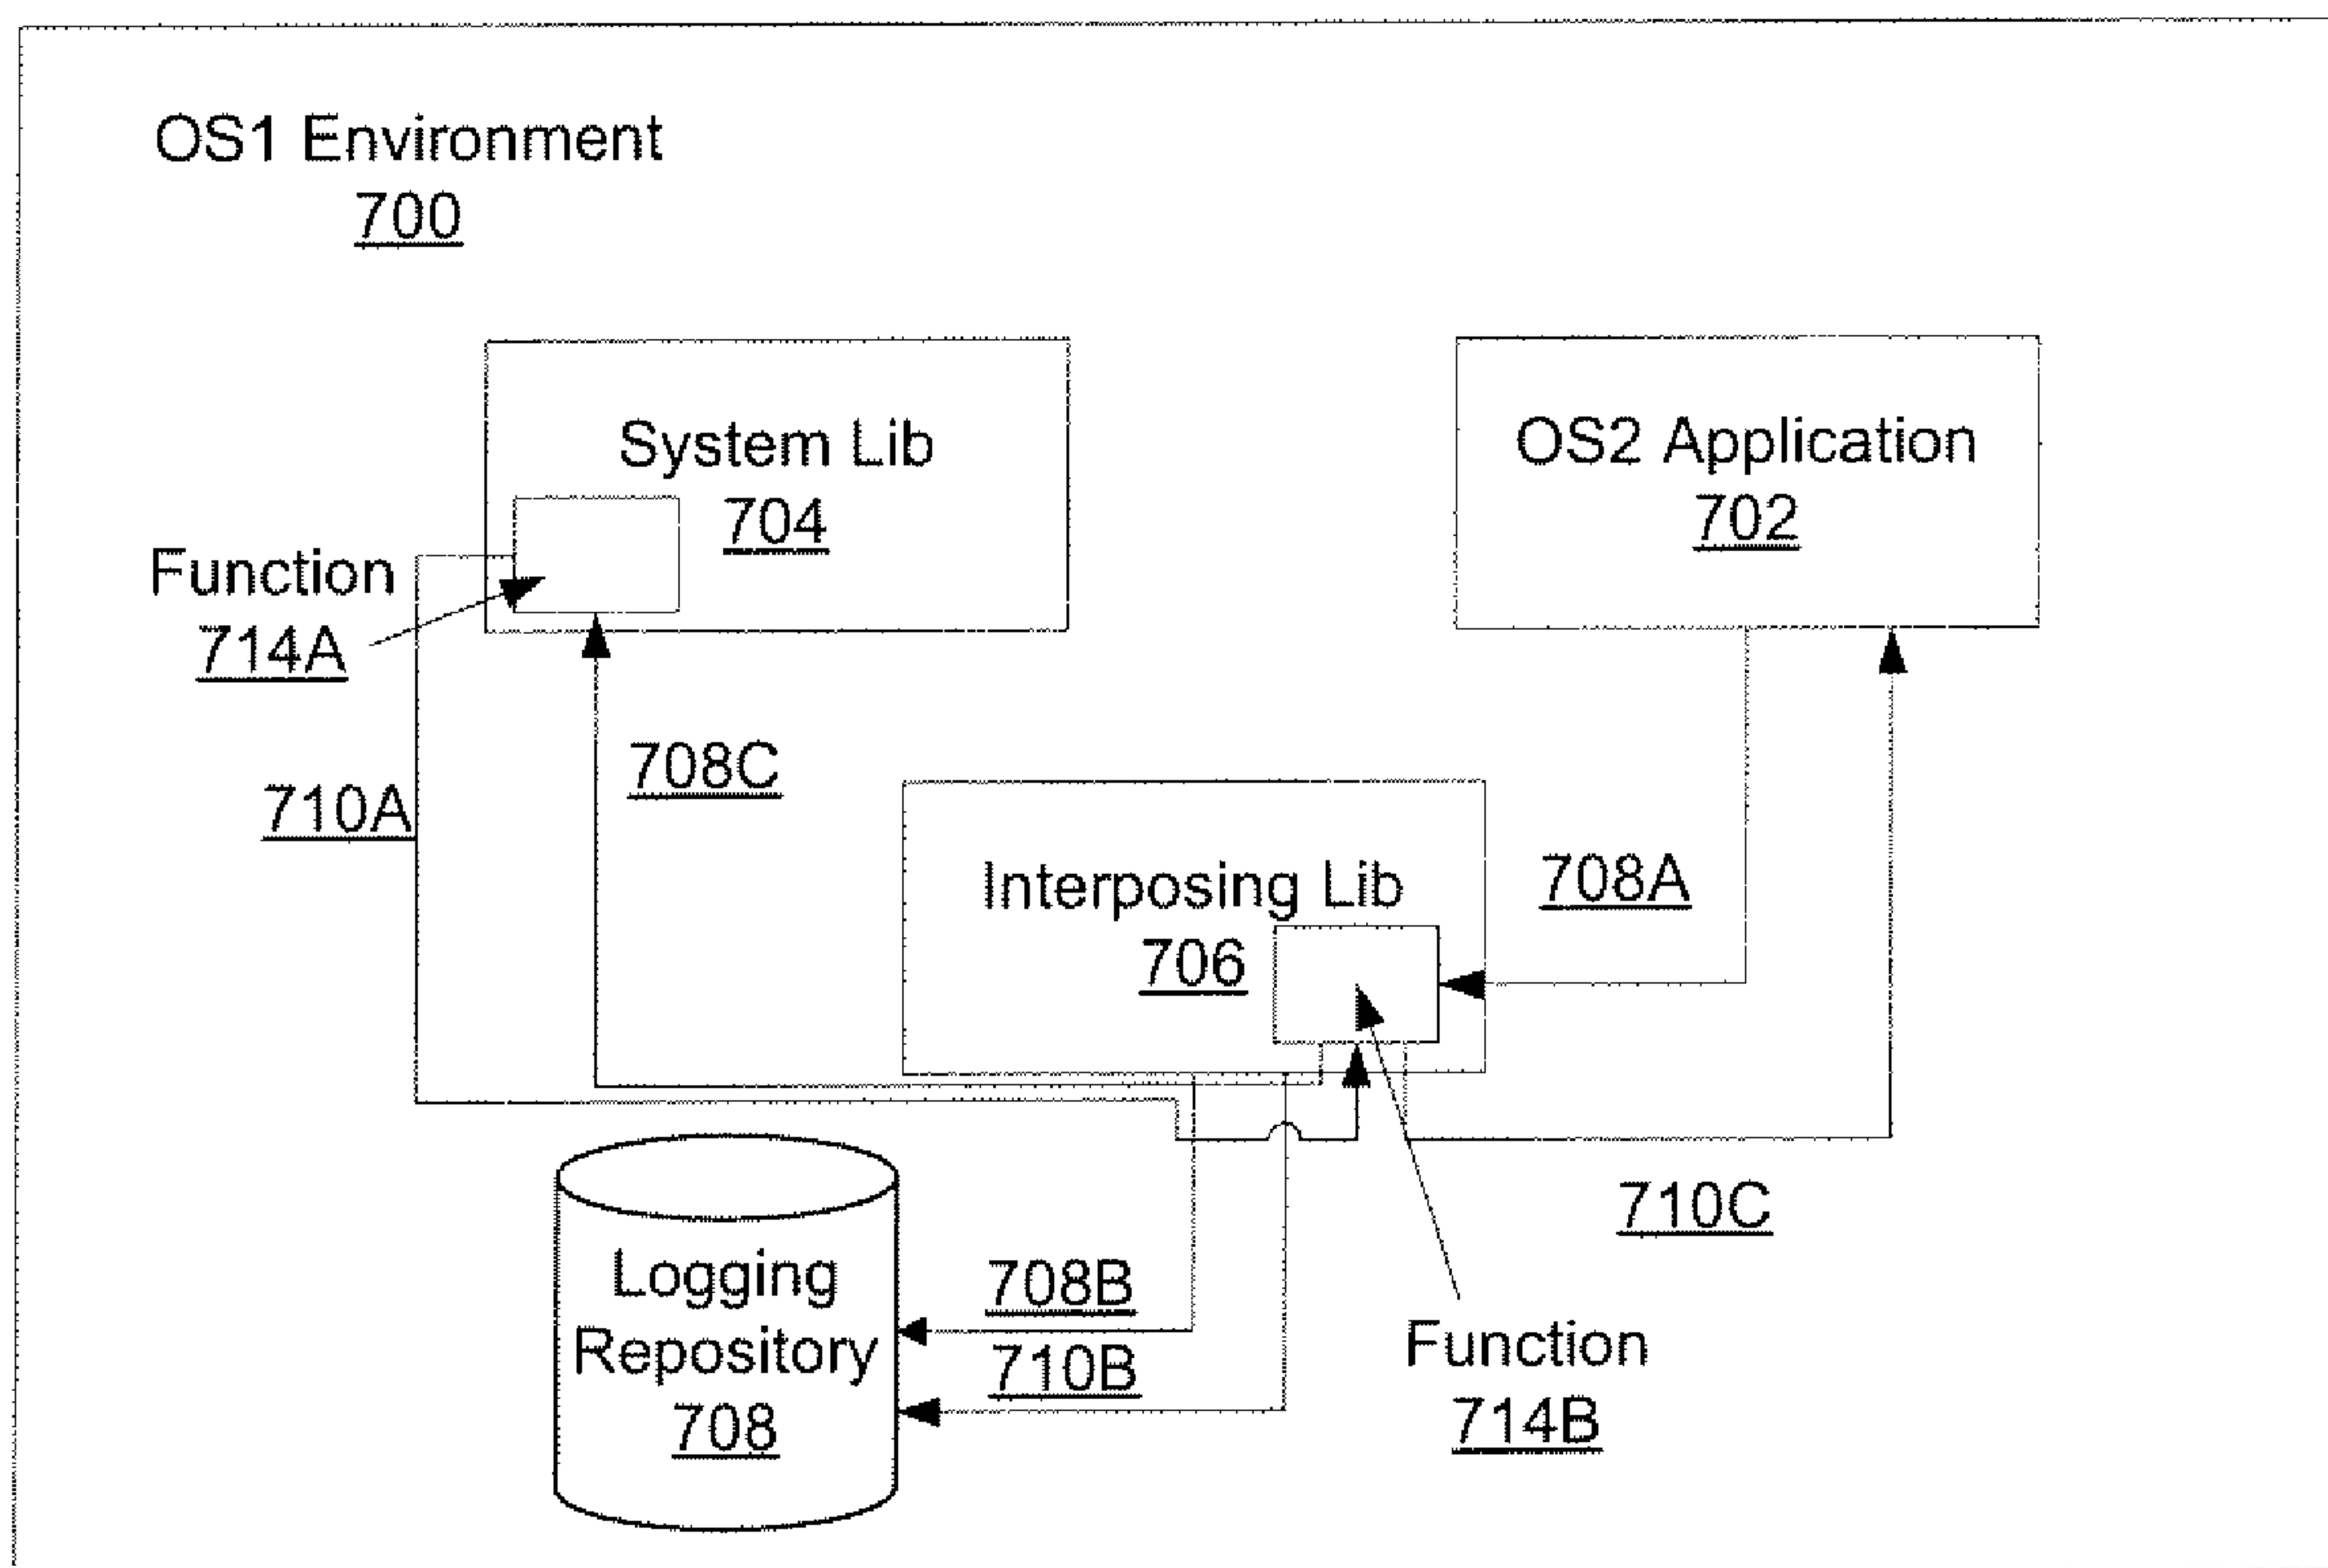 OS1 Environment
700
System Lib
704
OS2 Application
702
Function
714A
708C
710A
Interposing Lib
706
708A
710C
Logging
Repository
708
708B
710B
Function
714B